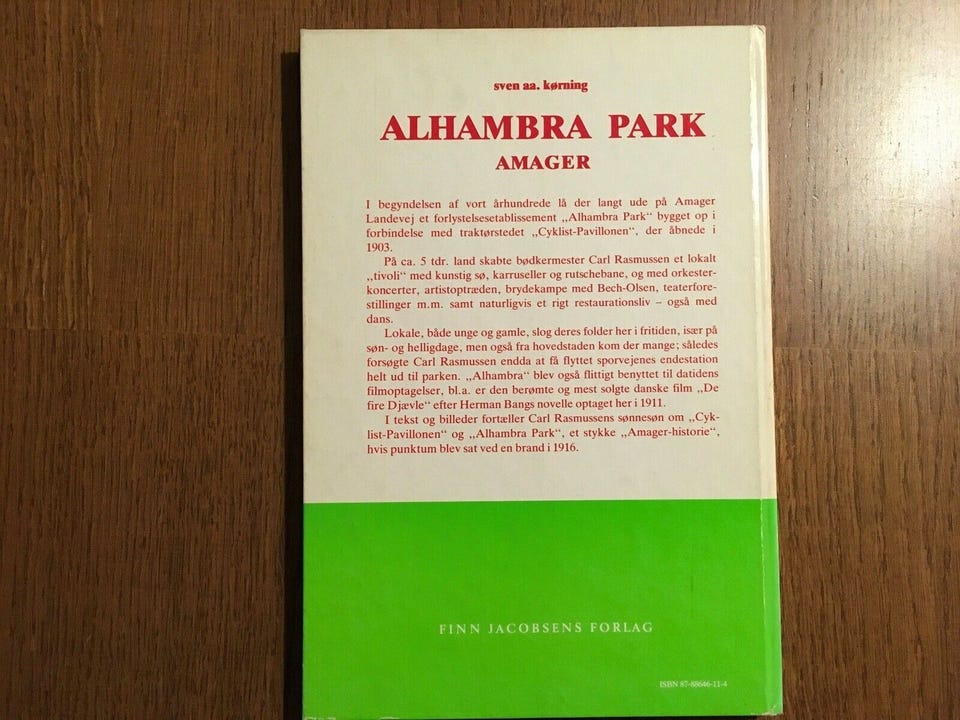 sven aa. kørning
ALHAMBRA PARK
AMAGER
I begyndelsen af vort århundrede lå der langt ude på Amager
Landevej et forlystelsesetablissement „Alhambra Park“ bygget op i
forbindelse med traktørstedet „Cyklist-Pavillonen“, der åbnede i
1903.
På ca. 5 tdr. land skabte bødkermester Carl Rasmussen et lokalt
„tivoli“ med kunstig sø, karruseller og rutschebane, og med orkester-
koncerter, artistoptræden, brydekampe med Bech-Olsen, teaterfore-
stillinger m.m. samt naturligvis et rigt restaurationsliv – også med
dans.
Lokale, både unge og gamle, slog deres folder her i fritiden, især på
søn- og helligdage, men også fra hovedstaden kom der mange; således
forsøgte Carl Rasmussen endda at få flyttet sporvejenes endestation
helt ud til parken. „Alhambra“ blev også flittigt benyttet til datidens
filmoptagelser, bl.a. er den berømte og mest solgte danske film „De
fire Djævle“ efter Herman Bangs novelle optaget her i 1911.
I tekst og billeder fortæller Carl Rasmussens sønnesøn om „Cyk-
list-Pavillonen“ og „Alhambra Park“, et stykke „Amager-historie“,
hvis punktum blev sat ved en brand i 1916.
FINN JACOBSENS FORLAG
ISBN 87-88646-11-4